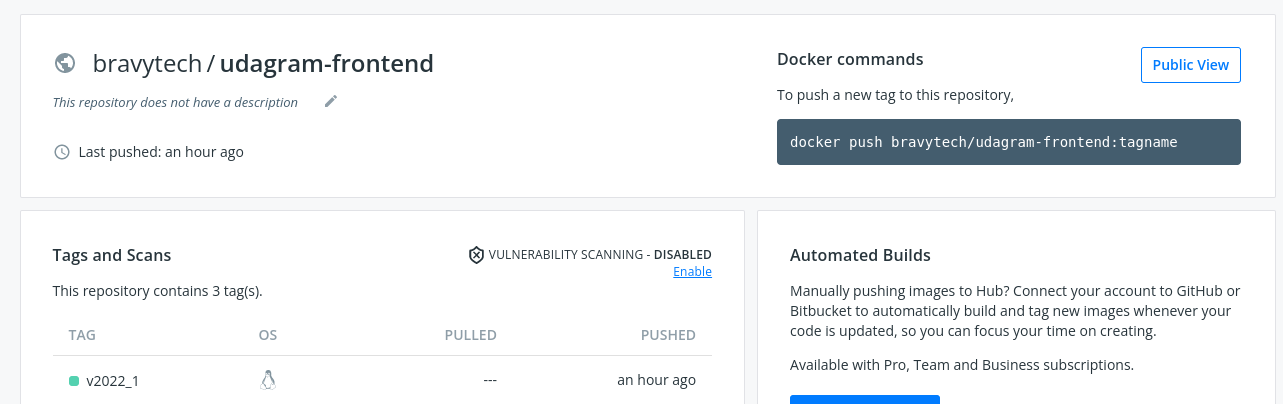 bravytech / udagram-frontend
This repository does not have a description
Last pushed: an hour ago
Docker commands
Public View
To push a new tag to this repository,
docker push bravytech/udagram-frontend:tagname
Tags and Scans
VULNERABILITY SCANNING - DISABLED
Enable
This repository contains 3 tag(s).
TAG OS PULLED PUSHED
v2022_1 --- an hour ago
Automated Builds
Manually pushing images to Hub? Connect your account to GitHub or
Bitbucket to automatically build and tag new images whenever your
code is updated, so you can focus your time on creating.
Available with Pro, Team and Business subscriptions.